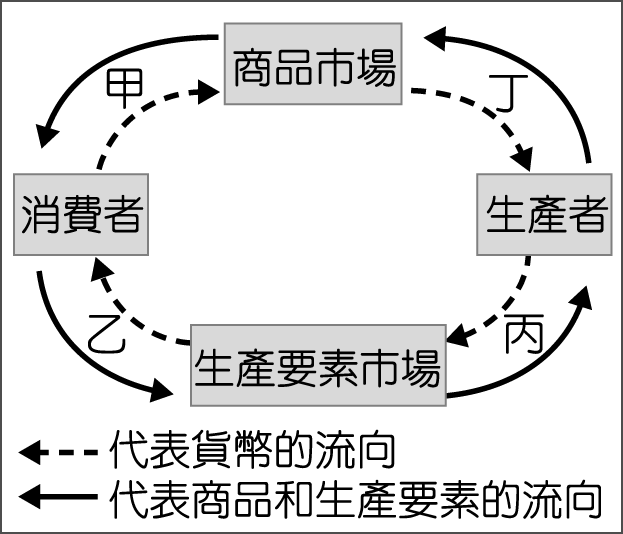 商品市場
甲
丁
消費者
生產者
乙
丙
生產要素市場
代表貨幣的流向
代表商品和生產要素的流向